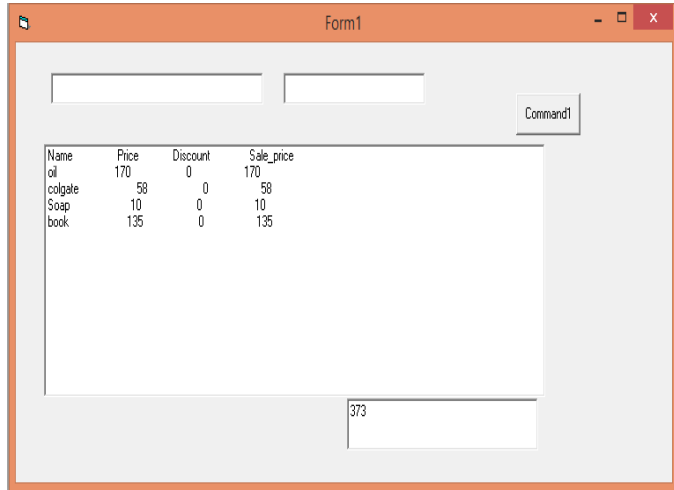 Form1
Command1
Name Price Discount Sale_price
oil 170 0 170
colgate 58 0 58
Soap 10 0 10
book 135 0 135
373